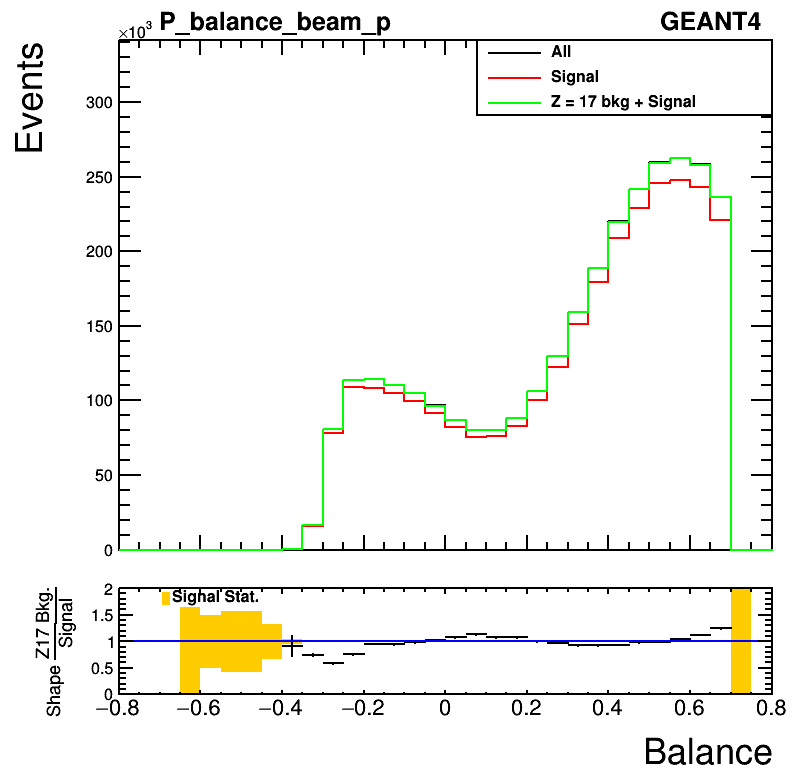 ×10³ P_balance_beam_p GEANT4
Events
All
Signal
Z = 17 bkg + Signal
300
250
200
150
100
50
0
Shape Z17 Bkg. / Signal
Signal Stat.
2
1.5
1
0.5
0
−0.8 −0.6 −0.4 −0.2 0 0.2 0.4 0.6 0.8
Balance